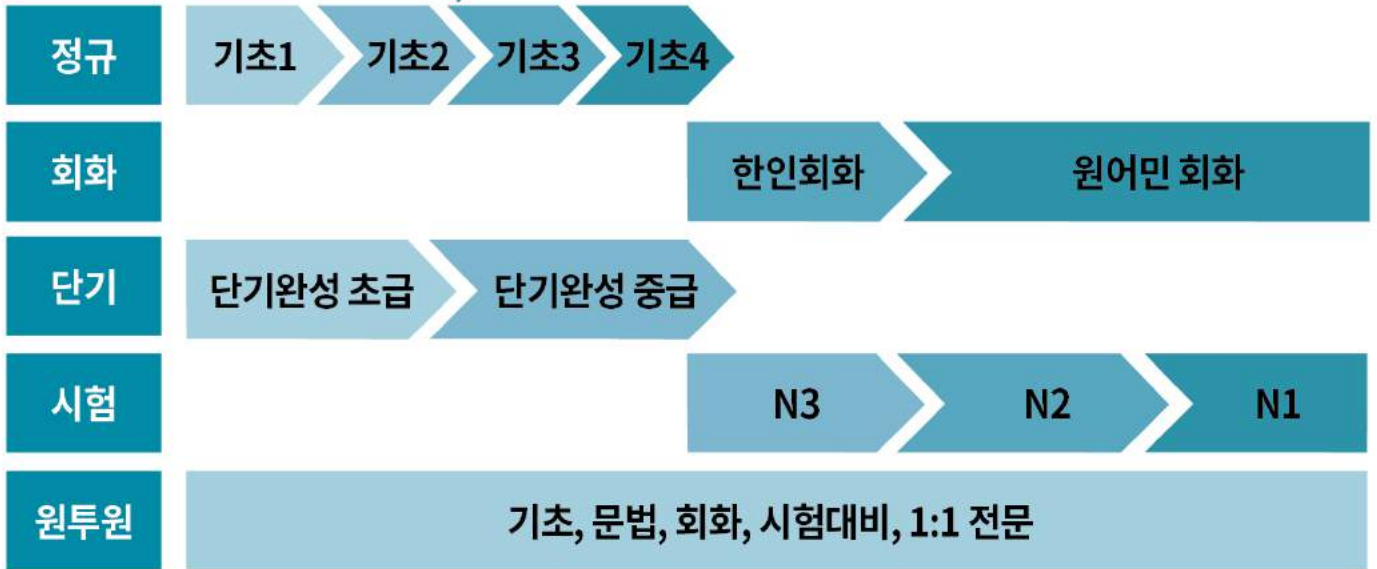 정규 기초1 기초2 기초3 기초4
회화 한인회화 원어민 회화
단기 단기완성 초급 단기완성 중급
시험 N3 N2 N1
원투원 기초, 문법, 회화, 시험대비, 1:1 전문